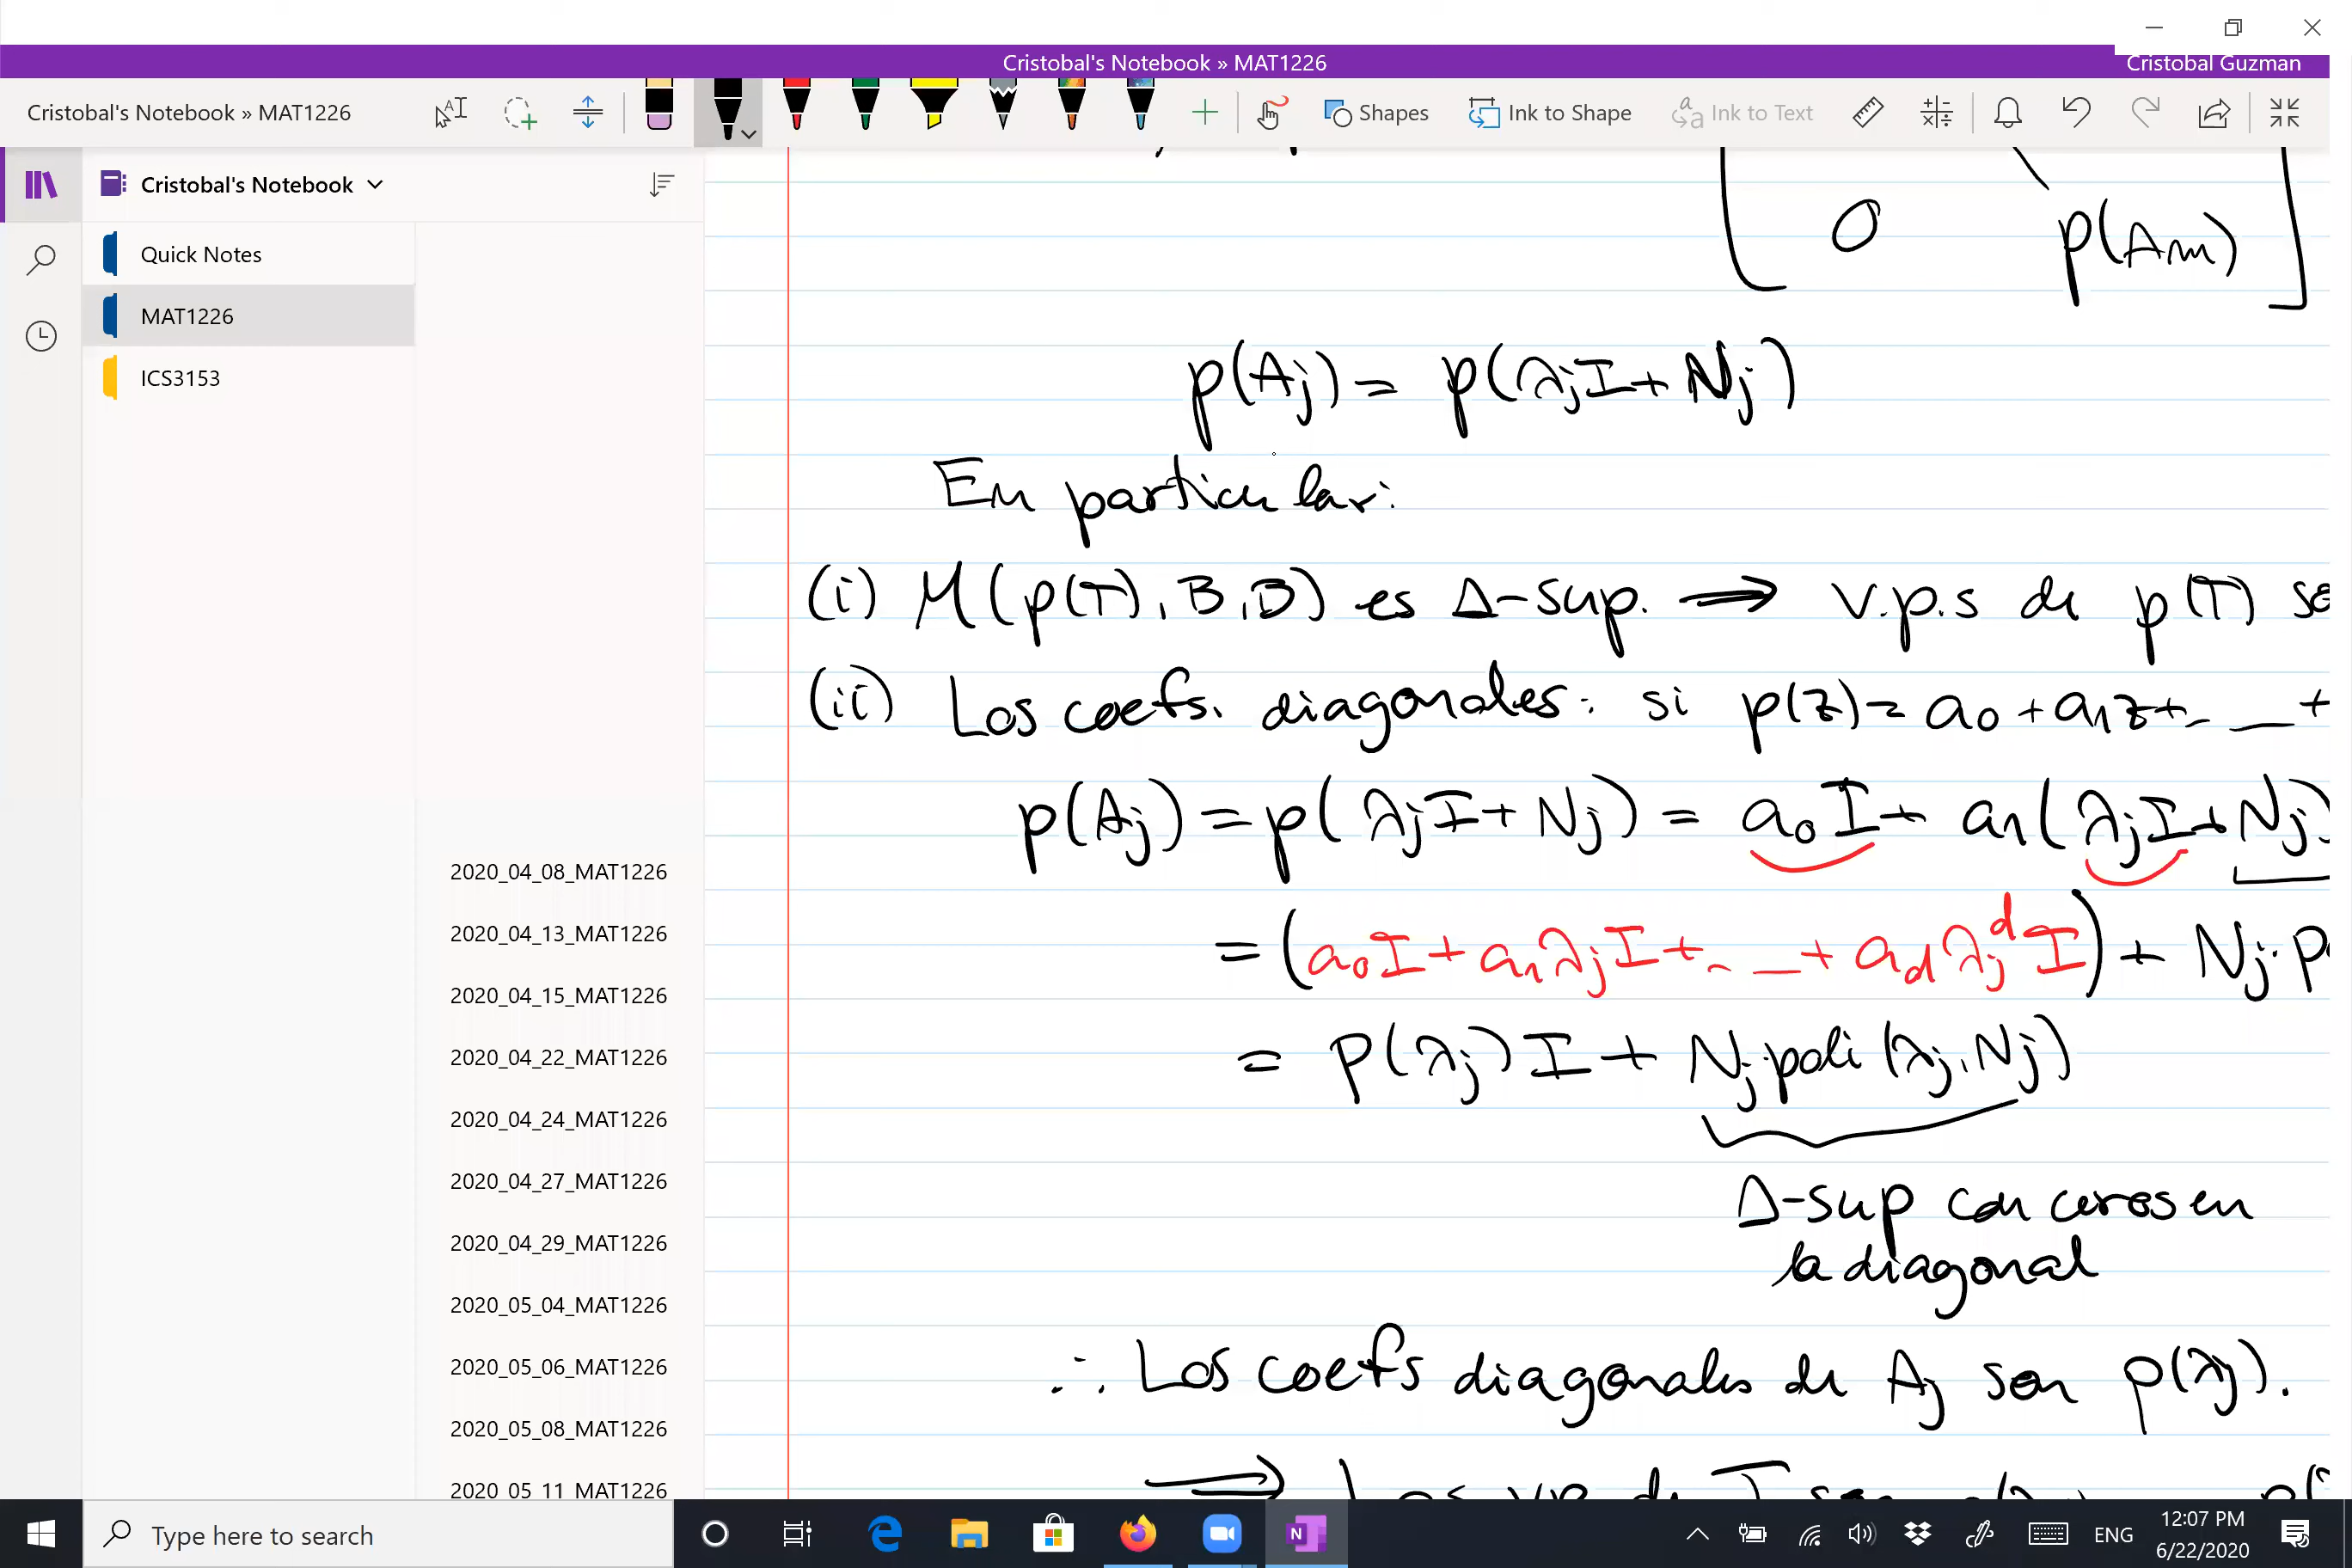 Cristobal's Notebook » MAT1226
Cristobal Guzman
Cristobal's Notebook » MAT1226
Shapes
Ink to Shape
Ink to Text
Cristobal's Notebook
Quick Notes
MAT1226
ICS3153
2020_04_08_MAT1226
2020_04_13_MAT1226
2020_04_15_MAT1226
2020_04_22_MAT1226
2020_04_24_MAT1226
2020_04_27_MAT1226
2020_04_29_MAT1226
2020_05_04_MAT1226
2020_05_06_MAT1226
2020_05_08_MAT1226
2020_05_11_MAT1226
0 p(Am)
p(Aj) = p(λjI + Nj)
En particular:
(i) M(p(T), B, B) es Δ-sup. ⟹ v.p.s de p(T)
(ii) Los coefs. diagonales: si p(z) = a0 + a1z + ... +
p(Aj) = p(λjI + Nj) = a0I + a1(λjI + Nj)
= (a0I + a1λjI + ... + adλj^dI) + Nj·p
= p(λj)I + Nj·poli(λj, Nj)
Δ-sup con ceros en
la diagonal
∴ Los coefs diagonales de Aj son p(λj).
⟹
Type here to search
ENG
12:07 PM
6/22/2020